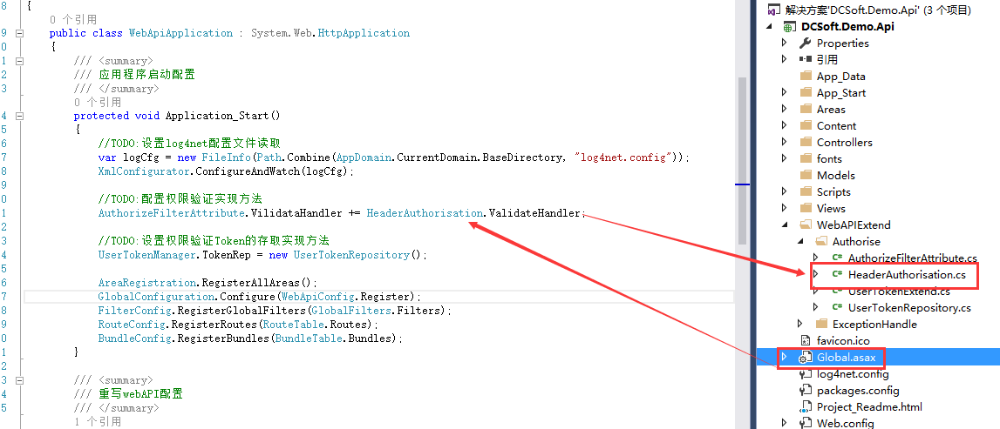 8 {
0 个引用
9 public class WebApiApplication : System.Web.HttpApplication
0 {
1 /// <summary>
2 /// 应用程序启动配置
3 /// </summary>
0 个引用
4 protected void Application_Start()
5 {
6 //TODO:设置log4net配置文件读取
7 var logCfg = new FileInfo(Path.Combine(AppDomain.CurrentDomain.BaseDirectory, "log4net.config"));
8 XmlConfigurator.ConfigureAndWatch(logCfg);
9
0 //TODO:配置权限验证实现方法
1 AuthorizeFilterAttribute.VilidataHandler += HeaderAuthorisation.ValidateHandler;
2
3 //TODO:设置权限验证Token的存取实现方法
4 UserTokenManager.TokenRep = new UserTokenRepository();
5
6 AreaRegistration.RegisterAllAreas();
7 GlobalConfiguration.Configure(WebApiConfig.Register);
8 FilterConfig.RegisterGlobalFilters(GlobalFilters.Filters);
9 RouteConfig.RegisterRoutes(RouteTable.Routes);
0 BundleConfig.RegisterBundles(BundleTable.Bundles);
1 }
2
3 /// <summary>
4 /// 重写webAPI配置
5 /// </summary>
1 个引用
解决方案'DCSoft.Demo.Api' (3 个项目)
DCSoft.Demo.Api
Properties
引用
App_Data
App_Start
Areas
Content
Controllers
fonts
Models
Scripts
Views
WebAPIExtend
Authorise
C# AuthorizeFilterAttribute.cs
C# HeaderAuthorisation.cs
C# UserTokenExtend.cs
C# UserTokenRepository.cs
ExceptionHandle
favicon.ico
Global.asax
log4net.config
packages.config
Project_Readme.html
Web.config